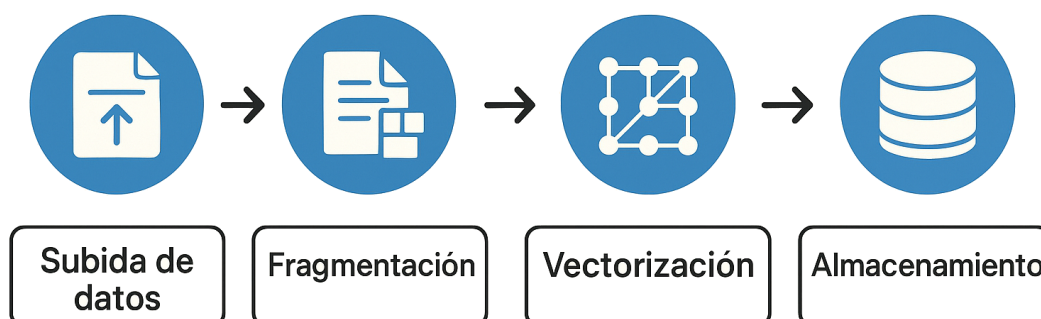 Subida de
datos
Fragmentación
Vectorización
Almacenamiento